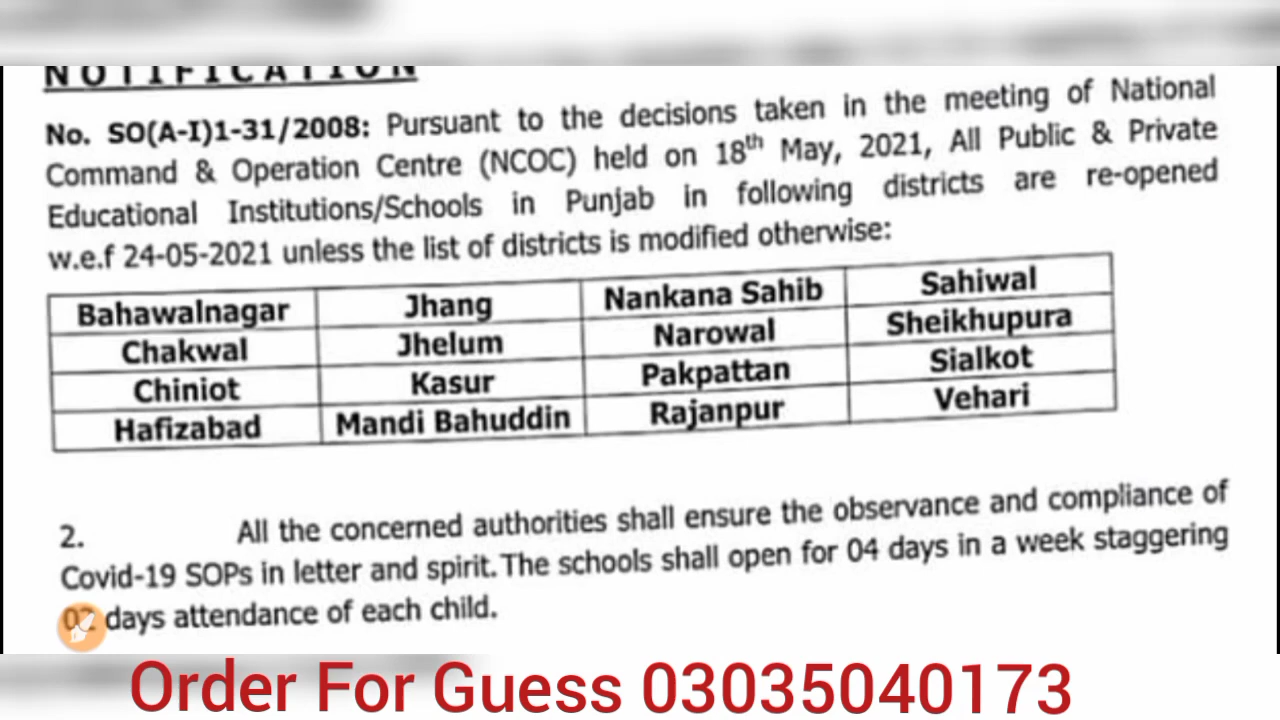 NOTIFICATION
No. SO(A-I)1-31/2008: Pursuant to the decisions taken in the meeting of National
Command & Operation Centre (NCOC) held on 18th May, 2021, All Public & Private
Educational Institutions/Schools in Punjab in following districts are re-opened
w.e.f 24-05-2021 unless the list of districts is modified otherwise:
Bahawalnagar Jhang Nankana Sahib Sahiwal
Chakwal Jhelum Narowal Sheikhupura
Chiniot Kasur Pakpattan Sialkot
Hafizabad Mandi Bahuddin Rajanpur Vehari
2. All the concerned authorities shall ensure the observance and compliance of
Covid-19 SOPs in letter and spirit. The schools shall open for 04 days in a week staggering
02 days attendance of each child.
Order For Guess 03035040173